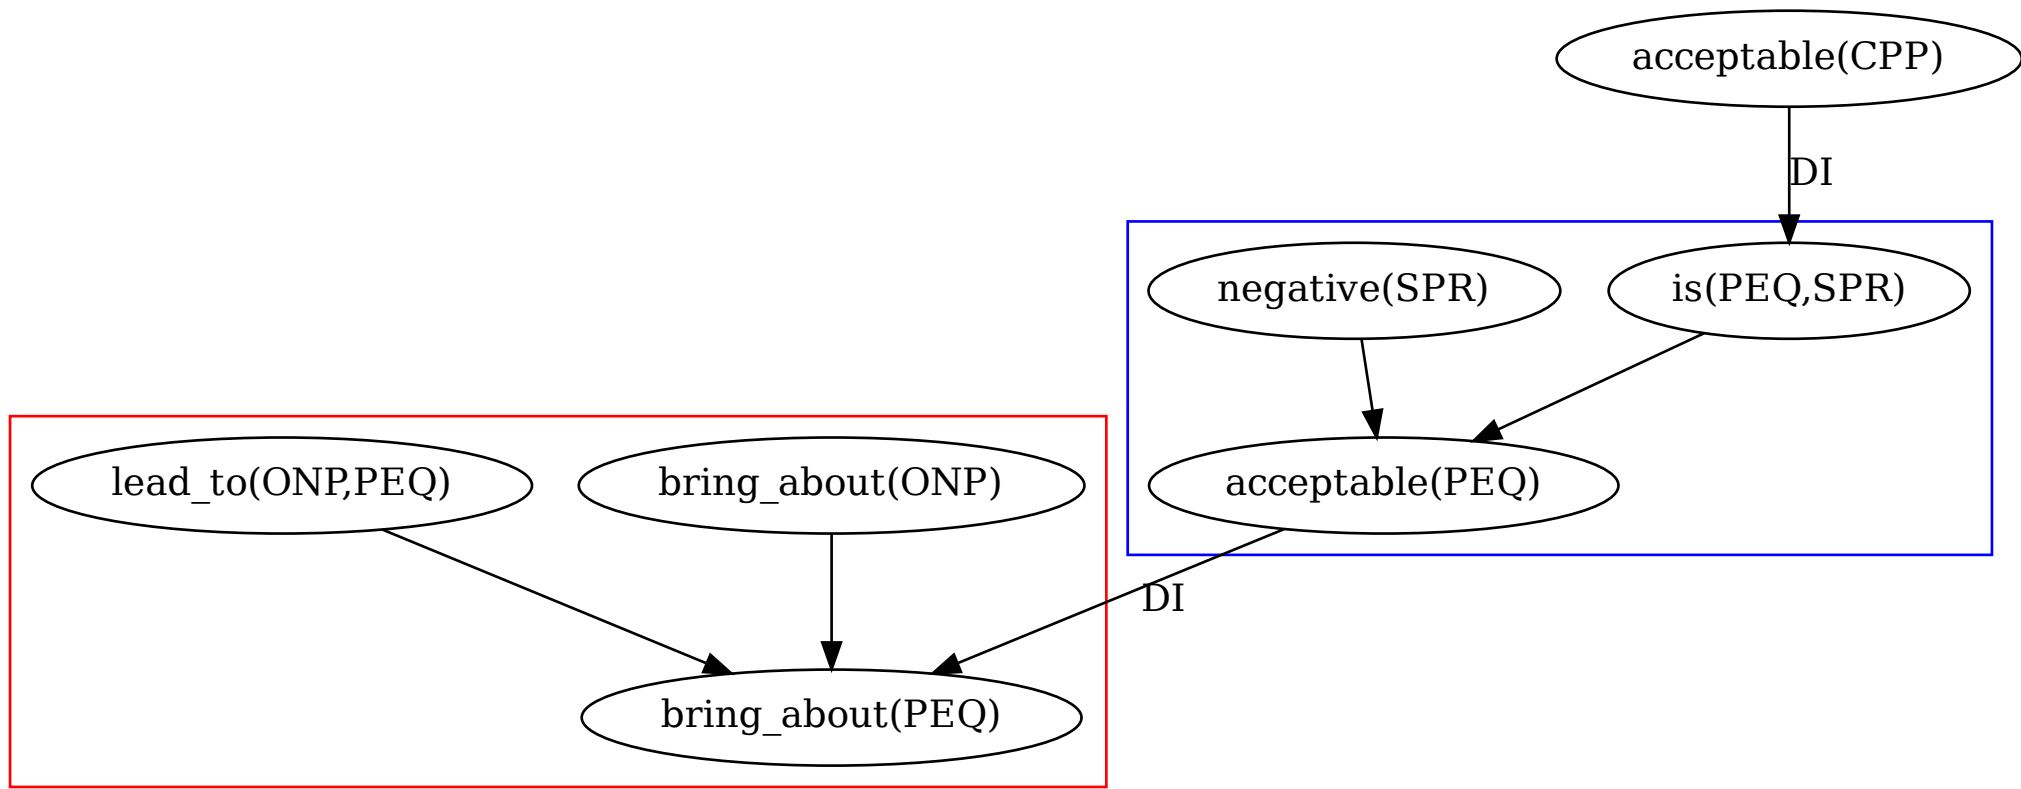 acceptable(CPP)
DI
negative(SPR)
is(PEQ,SPR)
lead_to(ONP,PEQ)
bring_about(ONP)
acceptable(PEQ)
DI
bring_about(PEQ)